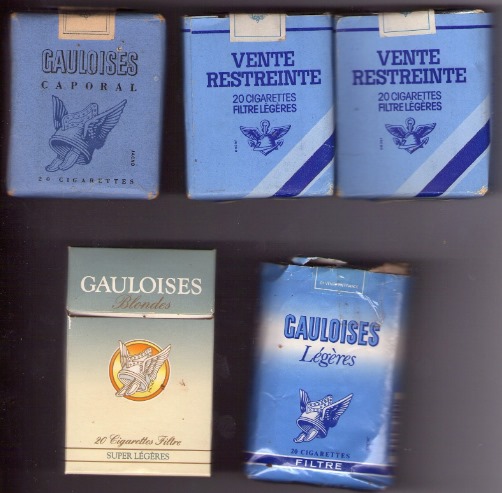 GAULOISES
CAPORAL
20 CIGARETTES
VENTE
RESTREINTE
20 CIGARETTES
FILTRE LÉGÈRES
VENTE
RESTREINTE
20 CIGARETTES
FILTRE LÉGÈRES
GAULOISES
Blondes
20 Cigarettes Filtre
SUPER LÉGÈRES
GAULOISES
Légères
20 CIGARETTES
FILTRE